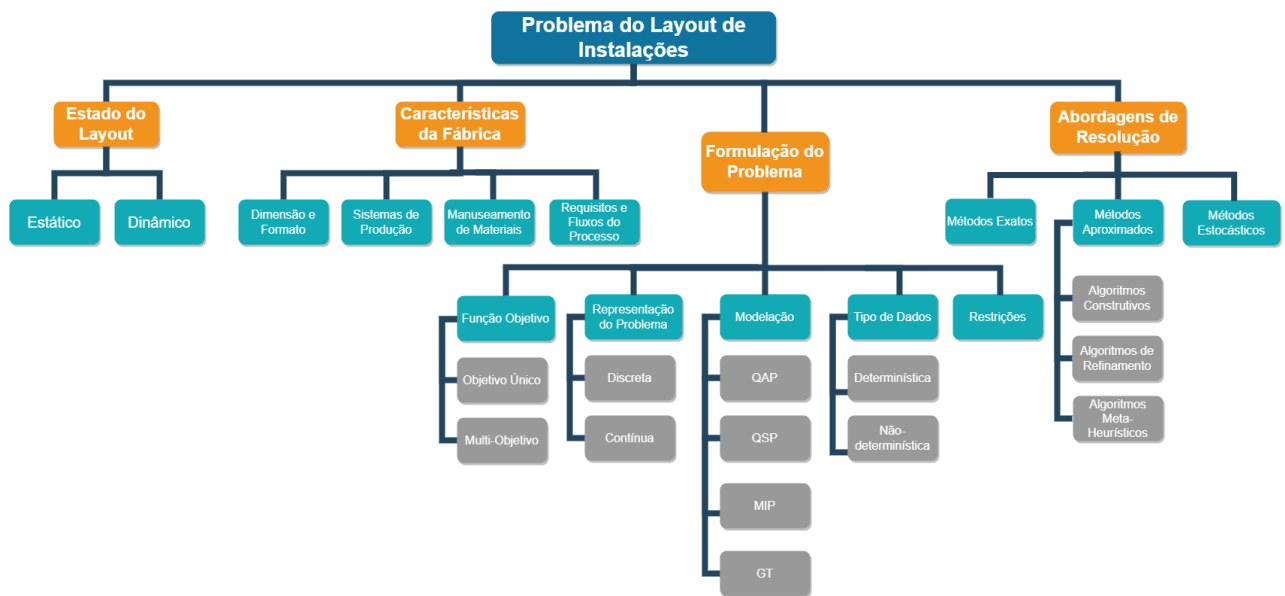 Problema do Layout de
Instalações
Estado do
Layout
Características
da Fábrica
Formulação do
Problema
Abordagens de
Resolução
Estático
Dinâmico
Dimensão e
Formato
Sistemas de
Produção
Manuseamento
de Materiais
Requisitos e
Fluxos do
Processo
Métodos Exatos
Métodos
Aproximados
Métodos
Estocásticos
Algoritmos
Construtivos
Algoritmos de
Refinamento
Algoritmos
Meta-
Heurísticos
Função Objetivo
Objetivo Único
Multi-Objetivo
Representação
do Problema
Discreta
Contínua
Modelação
QAP
QSP
MIP
GT
Tipo de Dados
Determinística
Não-
determinística
Restrições